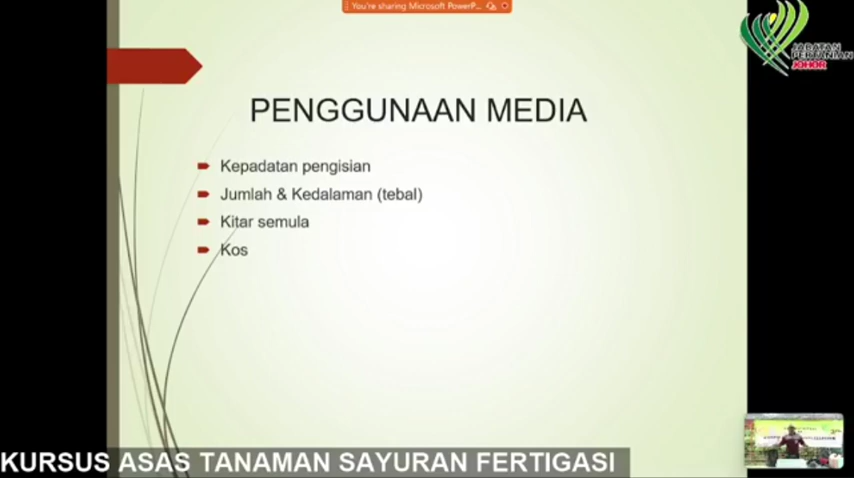 You're sharing Microsoft PowerP...
JABATAN
PERTANIAN
JOHOR
PENGGUNAAN MEDIA
Kepadatan pengisian
Jumlah & Kedalaman (tebal)
Kitar semula
Kos
KURSUS ASAS TANAMAN SAYURAN FERTIGASI